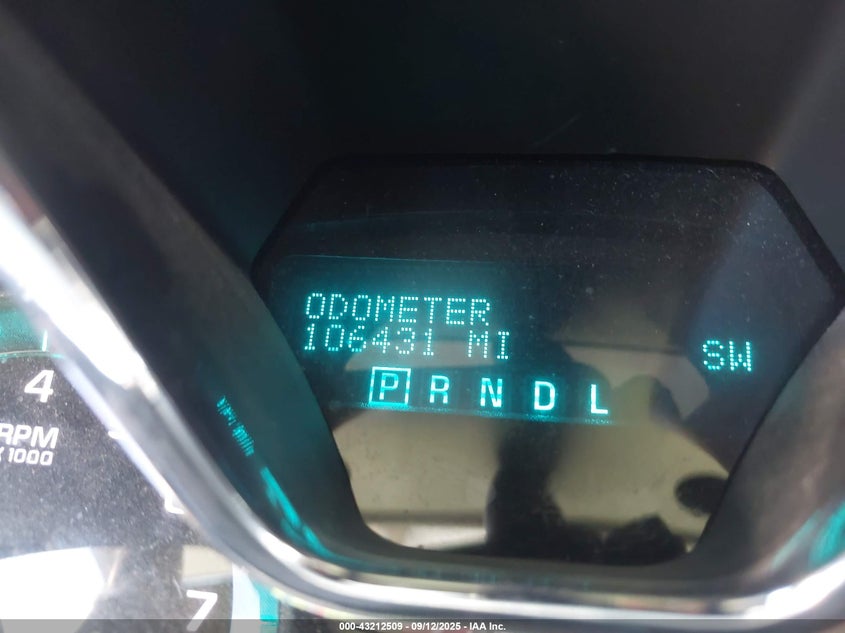 ODOMETER
106431 MI
SW
P R N D L
4
RPM
X 1000
7
000-43212509 - 09/12/2025 - IAA Inc.